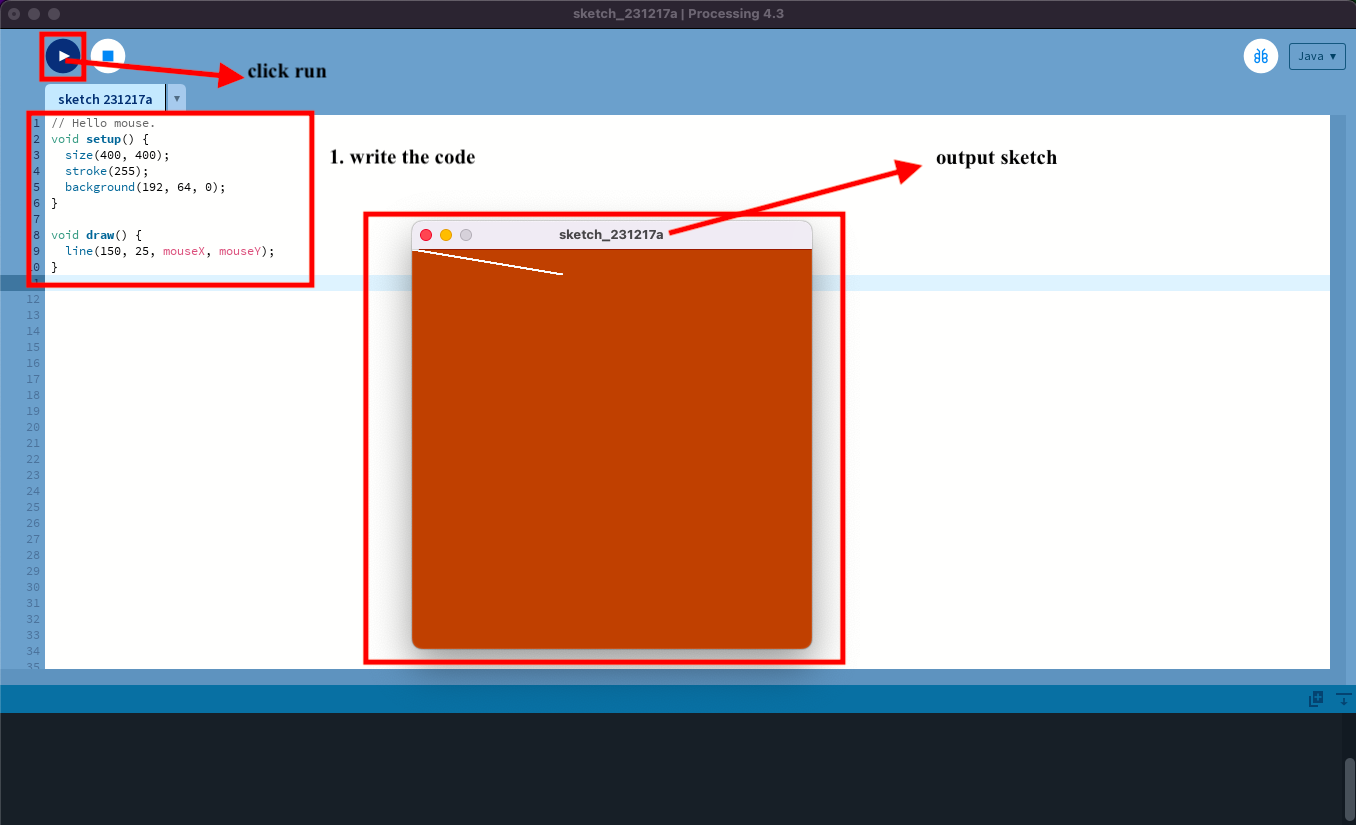 sketch_231217a | Processing 4.3
click run
Java ▾
sketch 231217a ▾
1 // Hello mouse.
2 void setup() {
3 size(400, 400);
4 stroke(255);
5 background(192, 64, 0);
6 }
7
8 void draw() {
9 line(150, 25, mouseX, mouseY);
10 }
1. write the code
output sketch
sketch_231217a
12
13
14
15
16
17
18
19
20
21
22
23
24
25
26
27
28
29
30
31
32
33
34
35